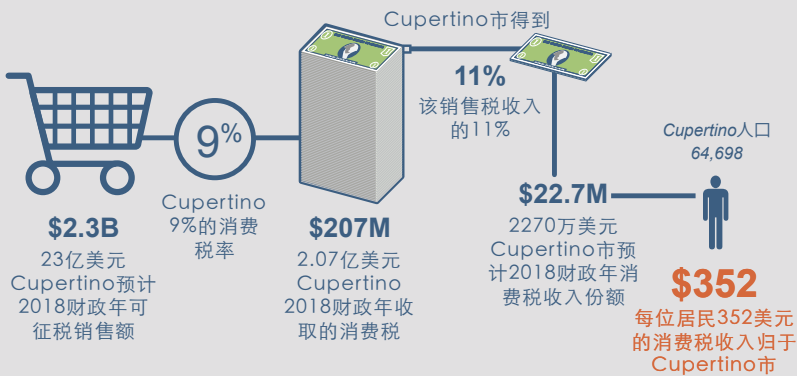 Cupertino市得到
11%
该销售税收入
的11%
9%
Cupertino
9%的消费
税率
$2.3B
23亿美元
Cupertino预计
2018财政年可
征税销售额
$207M
2.07亿美元
Cupertino
2018财政年收
取的消费税
$22.7M
2270万美元
Cupertino市预
计2018财政年消
费税收入份额
Cupertino人口
64,698
$352
每位居民352美元
的消费税收入归于
Cupertino市